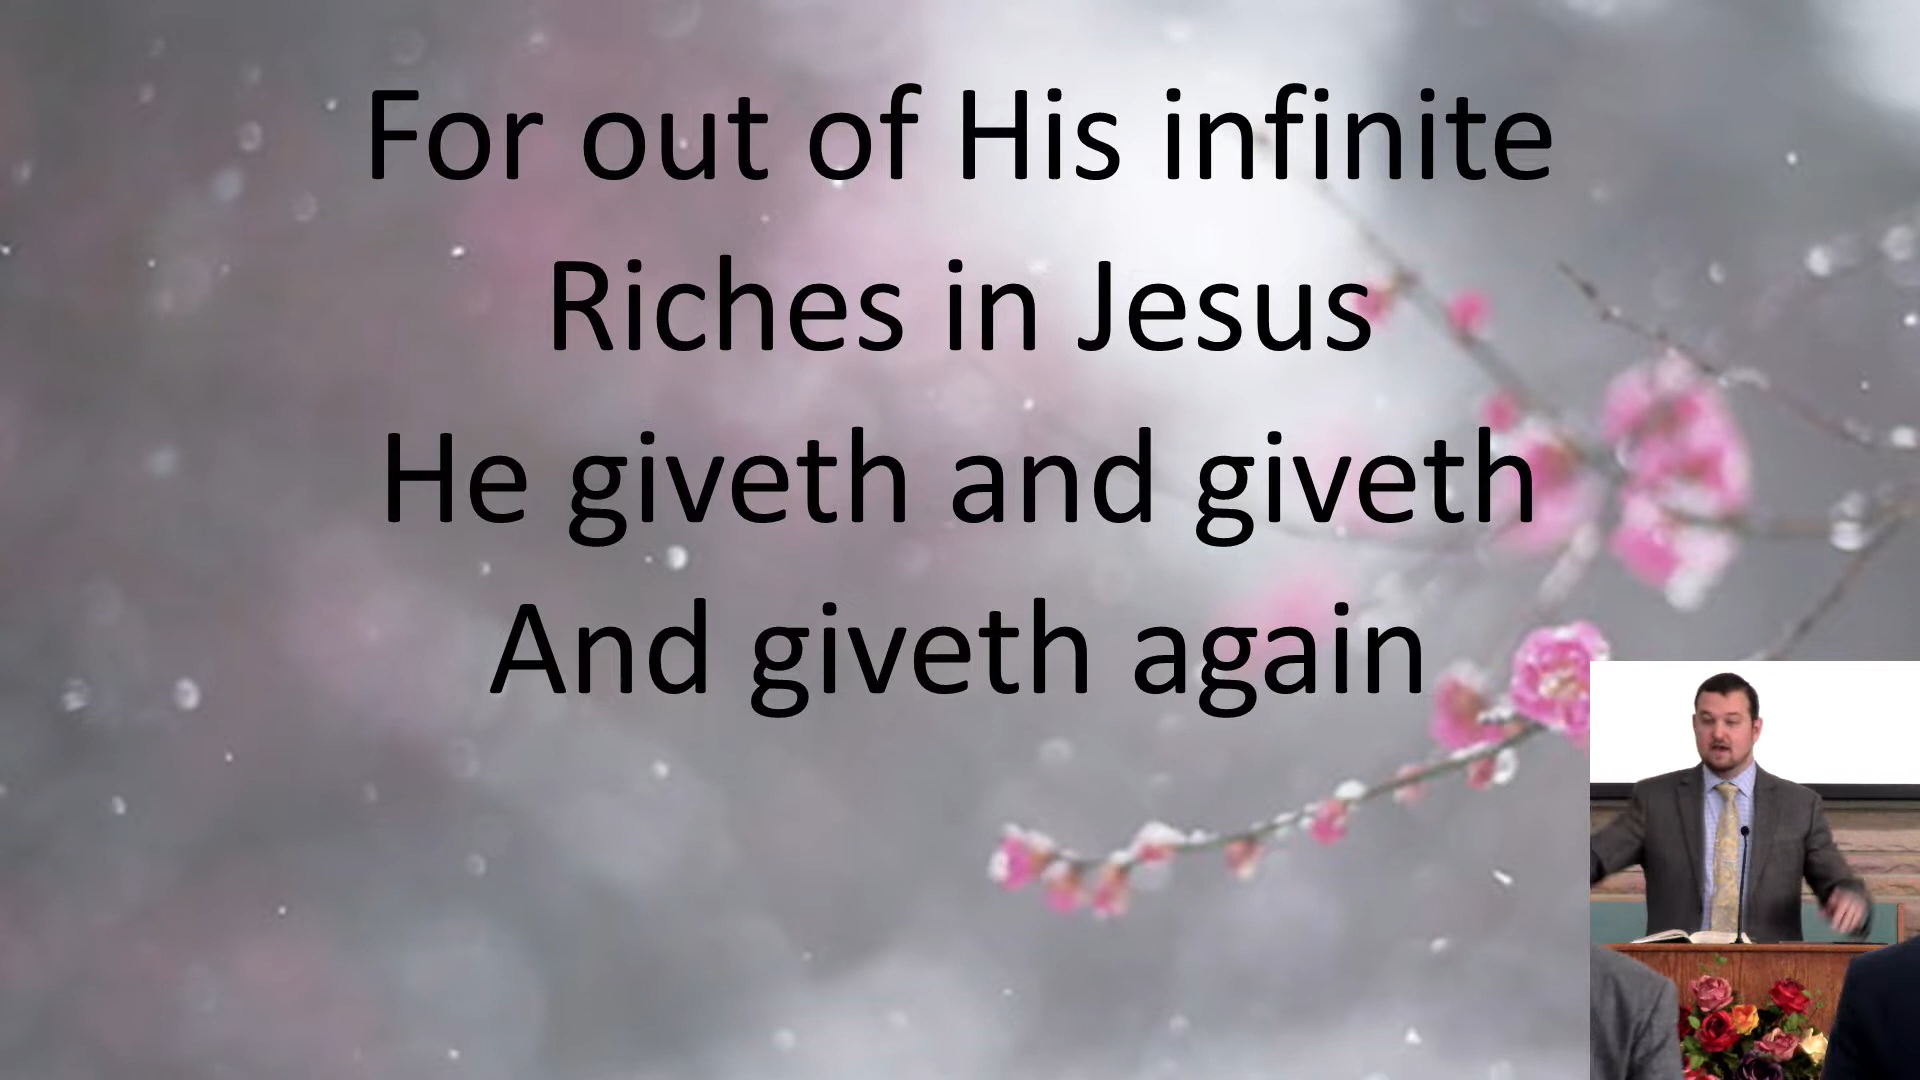 For out of His infinite
Riches in Jesus
He giveth and giveth
And giveth again